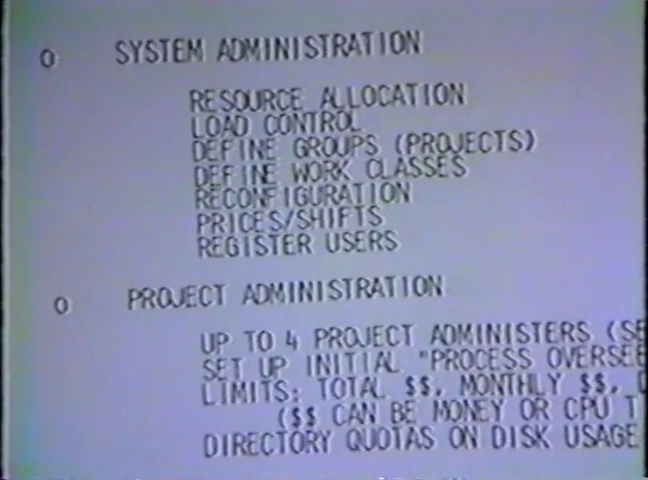 o SYSTEM ADMINISTRATION
RESOURCE ALLOCATION
LOAD CONTROL
DEFINE GROUPS (PROJECTS)
DEFINE WORK CLASSES
RECONFIGURATION
PRICES/SHIFTS
REGISTER USERS
o PROJECT ADMINISTRATION
UP TO 4 PROJECT ADMINISTERS (SE
SET UP INITIAL "PROCESS OVERSEE
LIMITS: TOTAL $$, MONTHLY $$,
($$ CAN BE MONEY OR CPU T
DIRECTORY QUOTAS ON DISK USAGE